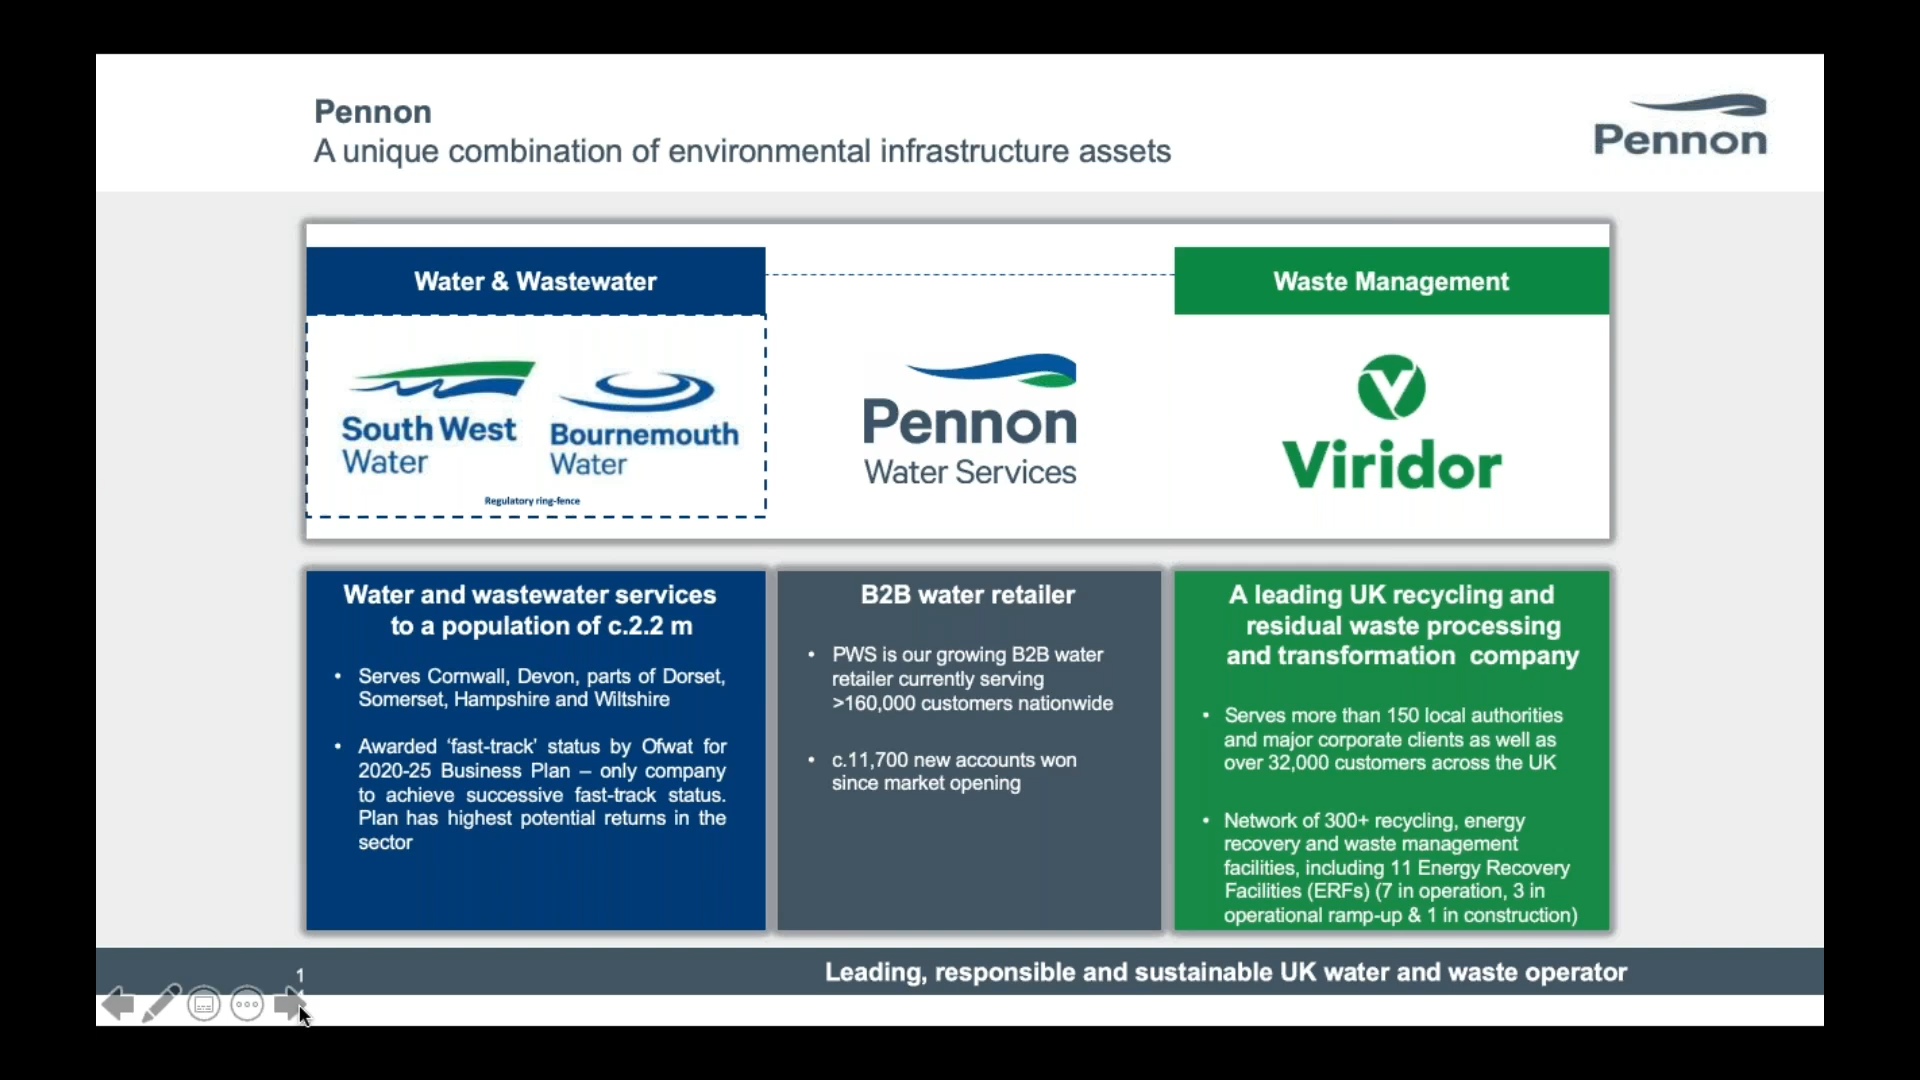 Pennon
A unique combination of environmental infrastructure assets
Pennon
Water & Wastewater
Waste Management
South West
Water
Bournemouth
Water
Regulatory ring-fence
Pennon
Water Services
Viridor
Water and wastewater services
to a population of c.2.2 m
• Serves Cornwall, Devon, parts of Dorset,
Somerset, Hampshire and Wiltshire
• Awarded ‘fast-track’ status by Ofwat for
2020-25 Business Plan – only company
to achieve successive fast-track status.
Plan has highest potential returns in the
sector
B2B water retailer
• PWS is our growing B2B water
retailer currently serving
>160,000 customers nationwide
• c.11,700 new accounts won
since market opening
A leading UK recycling and
residual waste processing
and transformation company
• Serves more than 150 local authorities
and major corporate clients as well as
over 32,000 customers across the UK
• Network of 300+ recycling, energy
recovery and waste management
facilities, including 11 Energy Recovery
Facilities (ERFs) (7 in operation, 3 in
operational ramp-up & 1 in construction)
1
Leading, responsible and sustainable UK water and waste operator